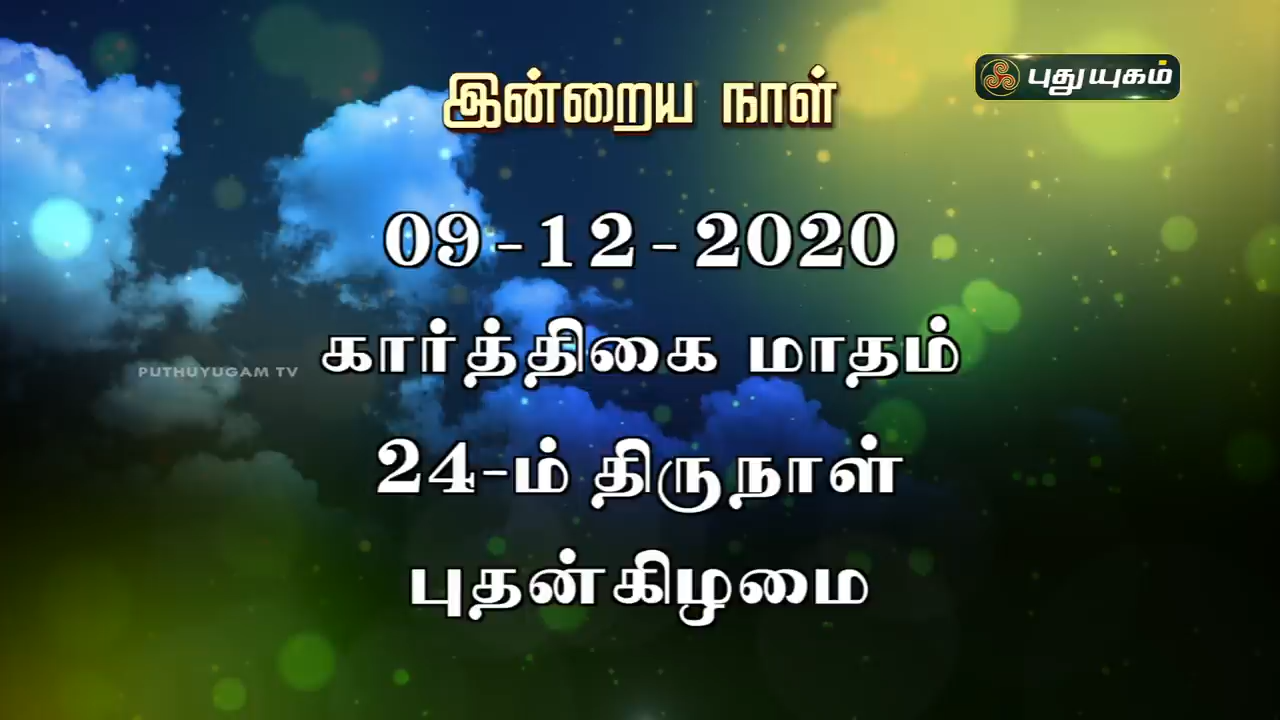 இன்றைய நாள்
புதுயுகம்
09-12-2020
கார்த்திகை மாதம்
PUTHUYUGAM TV
24-ம் திருநாள்
புதன்கிழமை